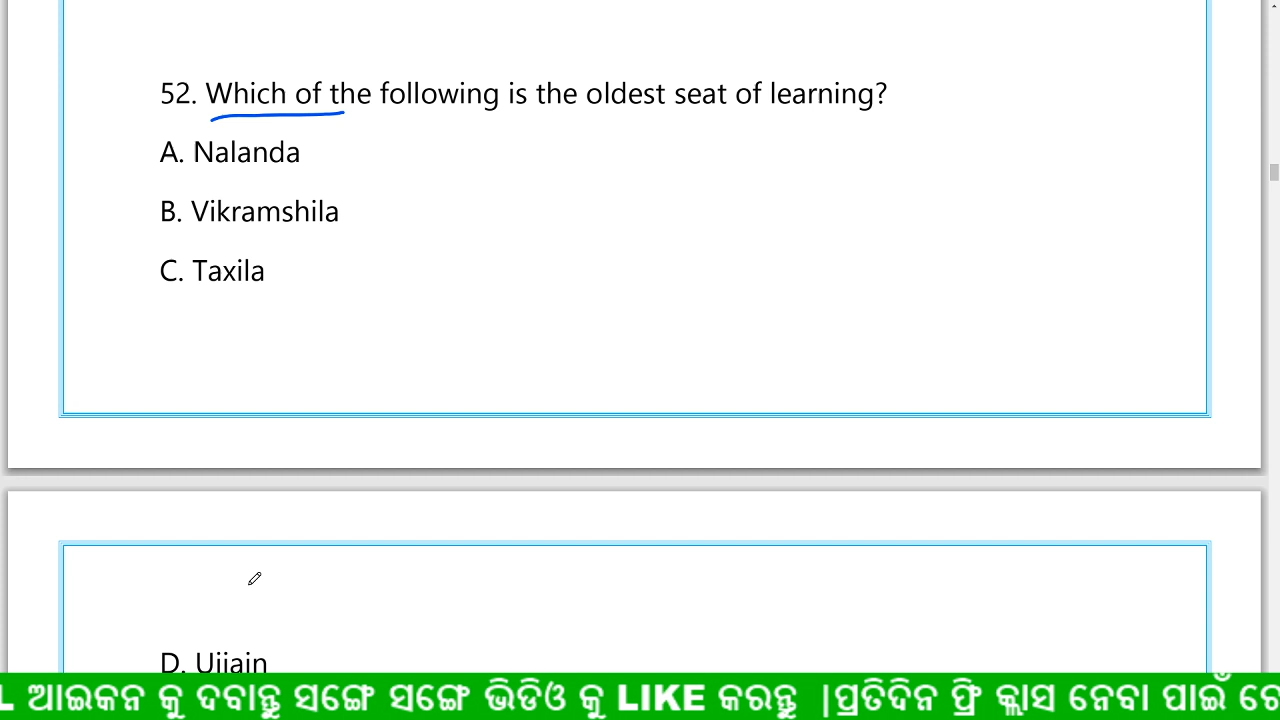 52. Which of the following is the oldest seat of learning?
A. Nalanda
B. Vikramshila
C. Taxila
D. Ujjain
ଆଇକନ କୁ ଦବାନ୍ତୁ ସଙ୍ଗେ ସଙ୍ଗେ ଭିଡିଓ କୁ LIKE କରନ୍ତୁ |ପ୍ରତିଦିନ ଫ୍ରି କ୍ଲାସ ନେବା ପାଇଁ